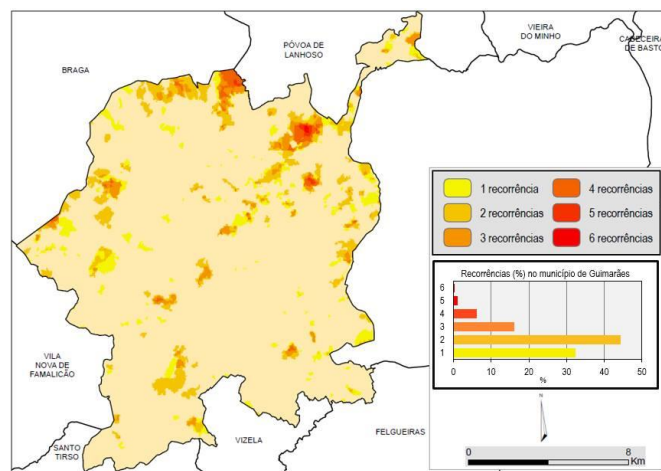 VIEIRA
DO MINHO
CABECEIRA
DE BASTO
PÓVOA DE
LANHOSO
BRAGA
1 recorrência
4 recorrências
2 recorrências
5 recorrências
3 recorrências
6 recorrências
Recorrências (%) no município de Guimarães
6
5
4
3
2
1
0 10 20 30 40 50
%
VILA
NOVA DE
FAMALICÃO
N
SANTO
TIRSO
VIZELA
FELGUEIRAS
0 8
Km